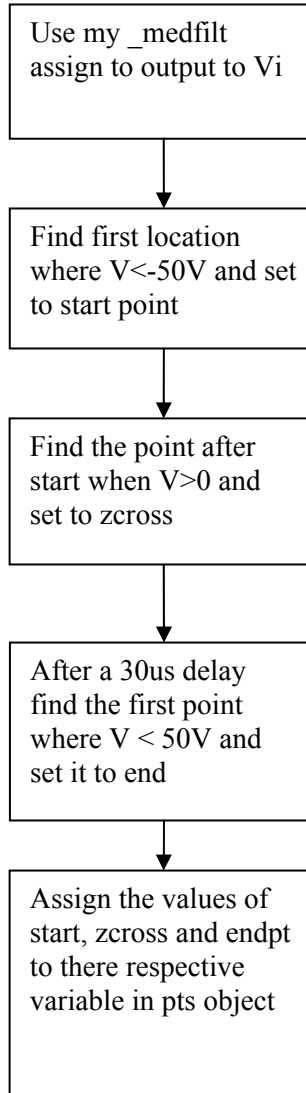 Use my _medfilt
assign to output to Vi
Find first location
where V<-50V and set
to start point
Find the point after
start when V>0 and
set to zcross
After a 30us delay
find the first point
where V < 50V and
set it to end
Assign the values of
start, zcross and endpt
to there respective
variable in pts object